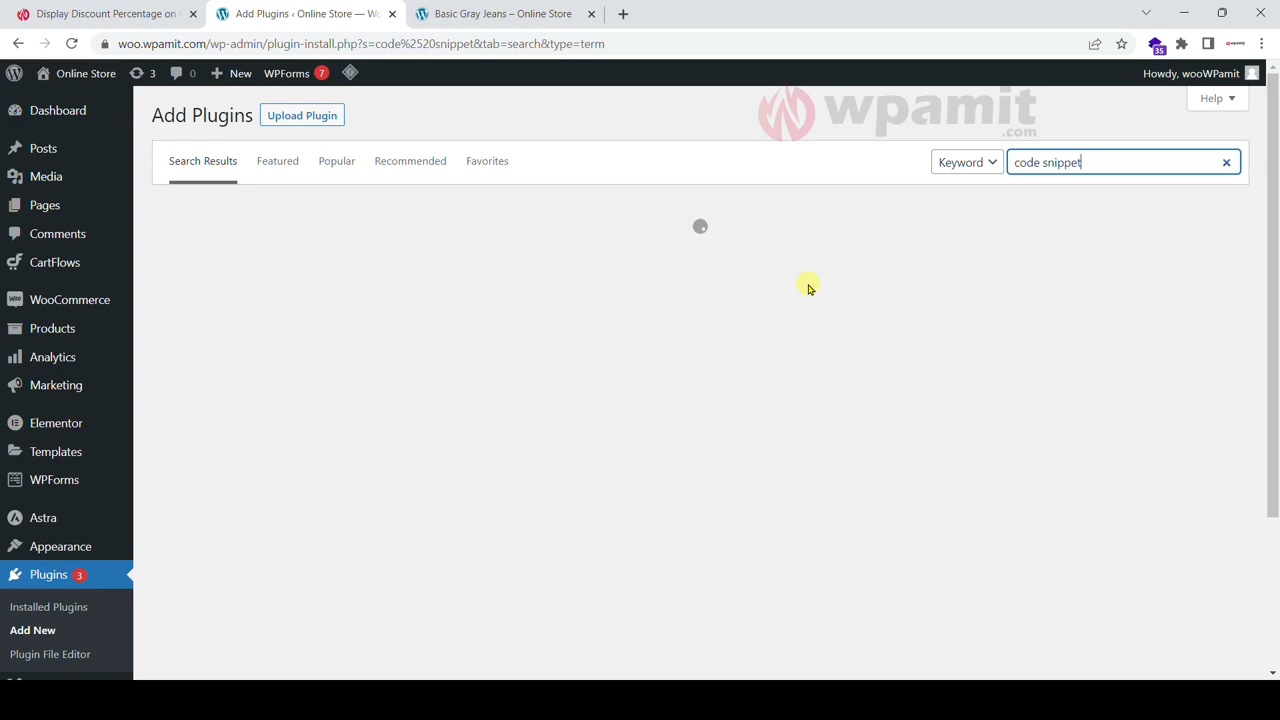 Display Discount Percentage on
Add Plugins ‹ Online Store — Wo
Basic Gray Jeans – Online Store
woo.wpamit.com/wp-admin/plugin-install.php?s=code%2520snippet&tab=search&type=term
35
Online Store
3
0
New
WPForms 7
Howdy, wooWPamit
Dashboard
Posts
Media
Pages
Comments
CartFlows
WooCommerce
Products
Analytics
Marketing
Elementor
Templates
WPForms
Astra
Appearance
Plugins 3
Installed Plugins
Add New
Plugin File Editor
Add Plugins
Upload Plugin
wpamit
.com
Help
Search Results
Featured
Popular
Recommended
Favorites
Keyword
code snippet